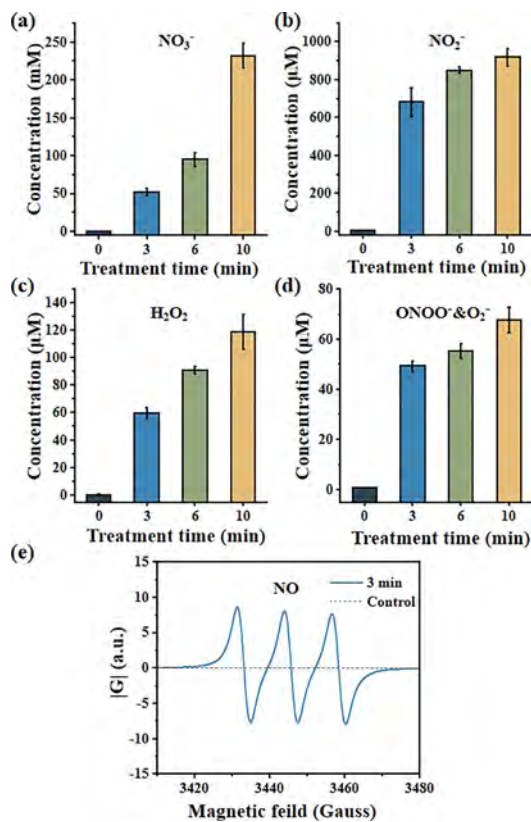 (a)
NO₃⁻
Concentration (mM)
250
200
150
100
50
0
0 3 6 10
Treatment time (min)
(b)
NO₂⁻
Concentration (μM)
1000
800
600
400
200
0
0 3 6 10
Treatment time (min)
(c)
H₂O₂
Concentration (μM)
140
120
100
80
60
40
20
0
0 3 6 10
Treatment time (min)
(d)
ONOO⁻&O₂⁻
Concentration (μM)
80
60
40
20
0
0 3 6 10
Treatment time (min)
(e)
NO
3 min
Control
|G| (a.u.)
15
10
5
0
-5
-10
-15
3420 3440 3460 3480
Magnetic feild (Gauss)